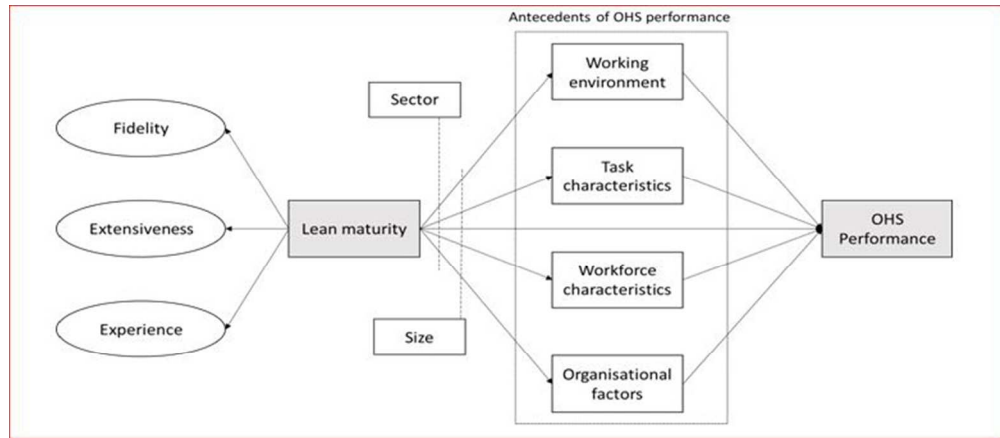 Antecedents of OHS performance
Working
environment
Sector
Fidelity
Task
characteristics
Extensiveness
Lean maturity
OHS
Performance
Workforce
characteristics
Experience
Size
Organisational
factors